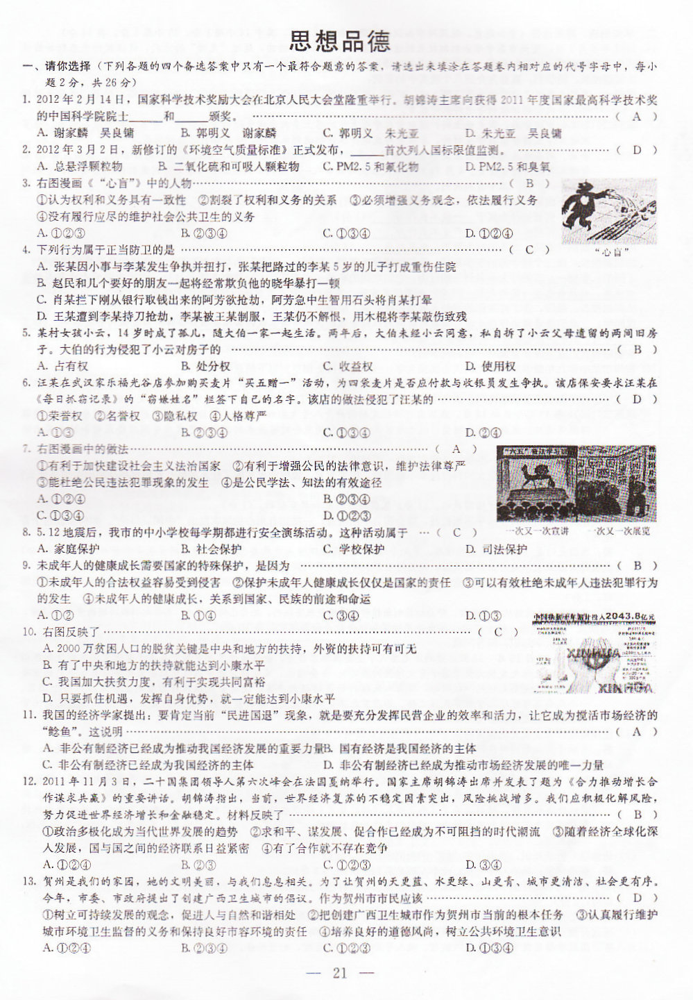 思想品德
一、请你选择（下列各题的四个备选答案中只有一个最符合题意的答案，请选出来填涂在答题卷内相对应的代号字母中，每小
题2分，共26分）
1. 2012年2月14日，国家科学技术奖励大会在北京人民大会堂隆重举行。胡锦涛主席向获得2011年度国家最高科学技术奖
的中国科学院院士_____和_____颁奖。 ……………………………………………………（ A ）
A. 谢家麟 吴良镛 B. 郭明义 谢家麟 C. 郭明义 朱光亚 D. 朱光亚 吴良镛
2. 2012年3月2日，新修订的《环境空气质量标准》正式发布，_____首次列入国标限值监测。 ………………（ D ）
A. 总悬浮颗粒物 B. 二氧化硫和可吸入颗粒物 C. PM2.5和氟化物 D. PM2.5和臭氧
3. 右图漫画《“心盲”》中的人物……………………………………………………（ B ）
①认为权利和义务具有一致性 ②割裂了权利和义务的关系 ③必须增强义务观念，依法履行义务
④没有履行应尽的维护社会公共卫生的义务
A. ①②③ B. ②③④ C. ①③④ D. ①②④
“心盲”
4. 下列行为属于正当防卫的是 ……………………………………………………（ C ）
A. 张某因小事与李某发生争执并扭打，张某把路过的李某5岁的儿子打成重伤住院
B. 赵民和几个要好的朋友一起将经常欺负他的晓华暴打一顿
C. 肖某拦下刚从银行取钱出来的阿芳欲抢劫，阿芳急中生智用石头将肖某打晕
D. 王某遭到李某持刀抢劫，李某被王某制服，王某仍不解恨，用木棍将李某敲伤致残
5. 某村女孩小云，14岁时成了孤儿，随大伯一家一起生活。两年后，大伯未经小云同意，私自拆了小云父母遗留的两间旧房
子。大伯的行为侵犯了小云对房子的 ……………………………………………………（ B ）
A. 占有权 B. 处分权 C. 收益权 D. 使用权
6. 汪某在武汉家乐福光谷店参加购买麦片“买五赠一”活动，为四袋麦片是否应付款与收银员发生争执。该店保安要求汪某在
《每日抓窃记录》的“窃嫌姓名”栏签下自己的名字。该店的做法侵犯了汪某的 ……………………………（ D ）
①荣誉权 ②名誉权 ③隐私权 ④人格尊严
A. ①③ B. ②③④ C. ①③④ D. ②④
7. 右图漫画中的做法……………………………………………………（ A ）
①有利于加快建设社会主义法治国家 ②有利于增强公民的法律意识，维护法律尊严
③能杜绝公民违法犯罪现象的发生 ④是公民学法、知法的有效途径
A. ①②④ B. ②③④
C. ①③④ D. ①②③
一次又一次宣讲 一次又一次展览
8. 5.12地震后，我市的中小学校每学期都进行安全演练活动。这种活动属于 …（ C ）
A. 家庭保护 B. 社会保护 C. 学校保护 D. 司法保护
9. 未成年人的健康成长需要国家的特殊保护，是因为 ……………………………………………………（ B ）
①未成年人的合法权益容易受到侵害 ②保护未成年人健康成长仅仅是国家的责任 ③可以有效杜绝未成年人违法犯罪行为
的发生 ④未成年人的健康成长，关系到国家、民族的前途和命运
A. ①② B. ①④ C. ③④ D. ①③
中国扶贫十年累计投入2043.8亿元
XINHUA
XINHUA
10. 右图反映了……………………………………………………（ C ）
A. 2000万贫困人口的脱贫关键是中央和地方的扶持，外资的扶持可有可无
B. 有了中央和地方的扶持就能达到小康水平
C. 我国加大扶贫力度，有利于实现共同富裕
D. 只要抓住机遇，发挥自身优势，就一定能达到小康水平
11. 我国的经济学家提出：要肯定当前“民进国退”现象，就是要充分发挥民营企业的效率和活力，让它成为搅活市场经济的
“鲶鱼”。这说明……………………………………………………（ A ）
A. 非公有制经济已经成为推动我国经济发展的重要力量B. 国有经济是我国经济的主体
C. 非公有制经济已经成为我国经济的主体 D. 非公有制经济已经成为推动市场经济发展的唯一力量
12. 2011年11月3日，二十国集团领导人第六次峰会在法国戛纳举行。国家主席胡锦涛出席并发表了题为《合力推动增长合
作谋求共赢》的重要讲话。胡锦涛指出，当前，世界经济复苏的不稳定因素突出，风险挑战增多。我们应积极化解风险，
努力促进世界经济增长和金融稳定。材料反映了……………………………………………………（ B ）
①政治多极化成为当代世界发展的趋势 ②求和平、谋发展、促合作已经成为不可阻挡的时代潮流 ③随着经济全球化深
入发展，国与国之间的经济联系日益紧密 ④有了合作就不存在竞争
A. ①②④ B. ②③ C. ①②③ D. ③④
13. 贺州是我们的家园，她的文明美丽，与我们息息相关。为了让贺州的天更蓝、水更绿、山更青、城市更清洁、社会更有序。
今年，市委、市政府提出了创建广西卫生城市的倡议。作为贺州市市民应该……………………………（ D ）
①树立可持续发展的观念，促进人与自然和谐相处 ②把创建广西卫生城市作为贺州市当前的根本任务 ③认真履行维护
城市环境卫生监督的义务和保持良好市容环境的责任 ④培养良好的道德风尚，树立公共环境卫生意识
A. ①②④ B. ②③④ C. ①②③ D. ①③④
— 21 —